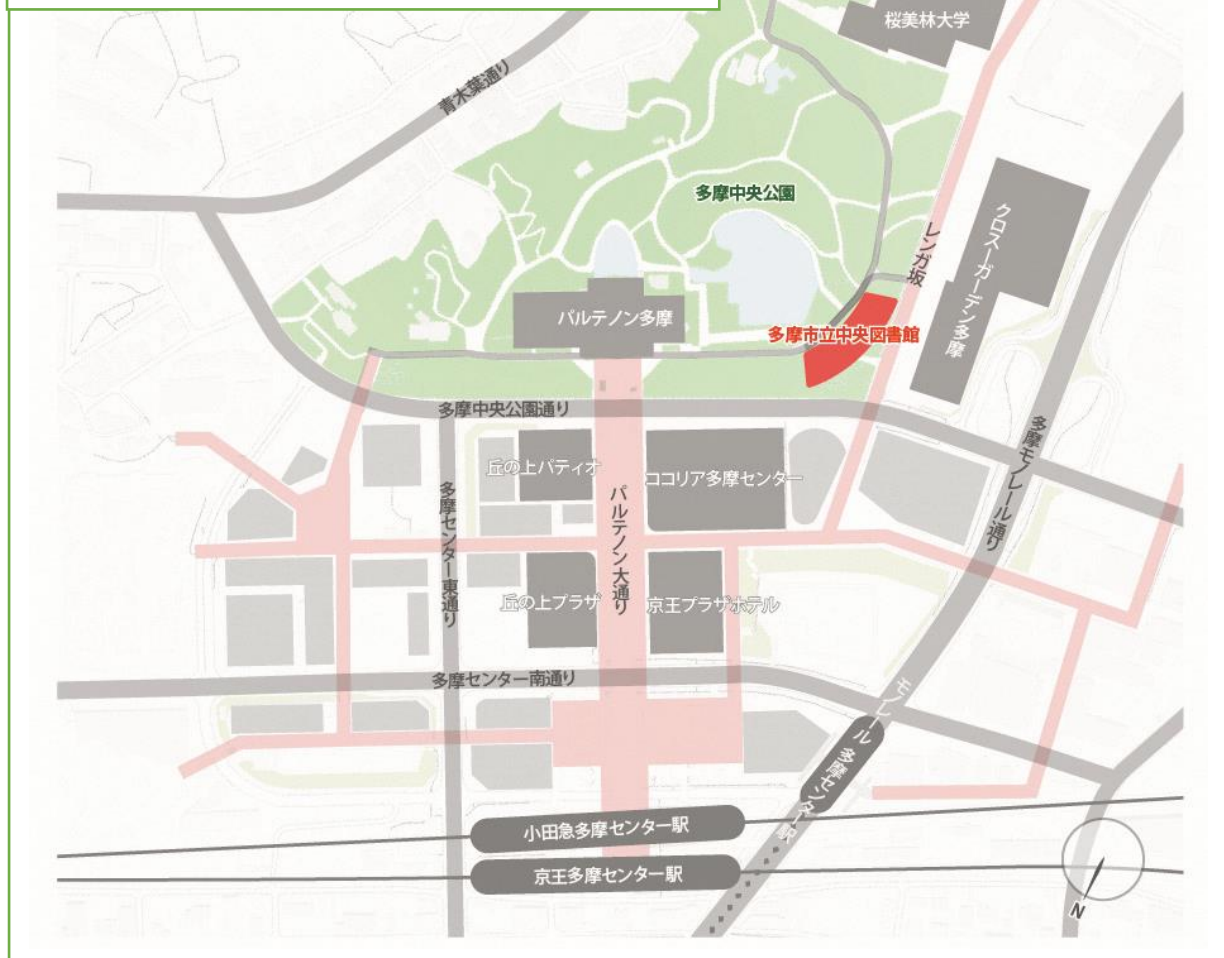 桜美林大学
青木葉通り
多摩中央公園
レンガ坂
クロスーガーデン多摩
パルテノン多摩
多摩市立中央図書館
多摩中央公園通り
多摩モノレール通り
丘の上パティオ
ココリア多摩センター
多摩センター東通り
パルテノン大通り
丘の上プラザ
京王プラザホテル
多摩センター南通り
モノレール 多摩センター駅
小田急多摩センター駅
京王多摩センター駅
N